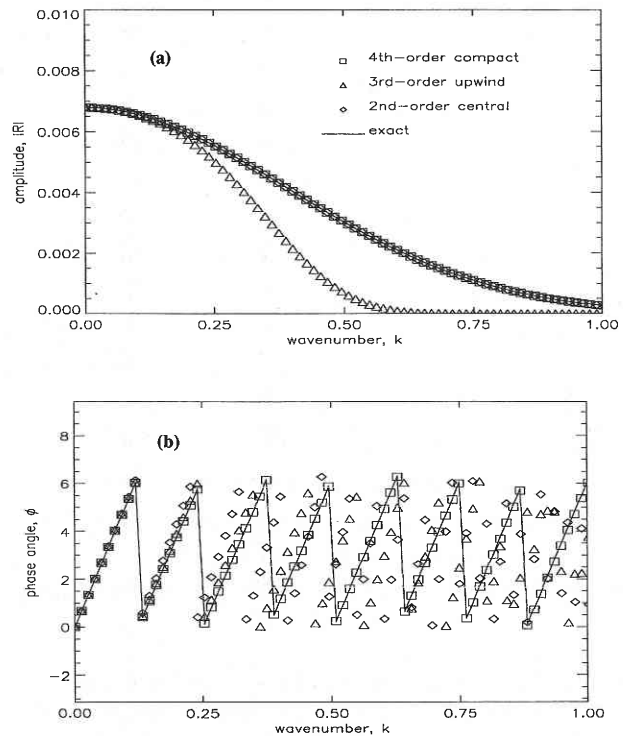 0.010
(a)
4th-order compact
0.008
3rd-order upwind
2nd-order central
exact
0.006
amplitude, |R|
0.004
0.002
0.000
0.00 0.25 0.50 0.75 1.00
wavenumber, k
8
(b)
6
4
phase angle, ϕ
2
0
-2
0.00 0.25 0.50 0.75 1.00
wavenumber, k